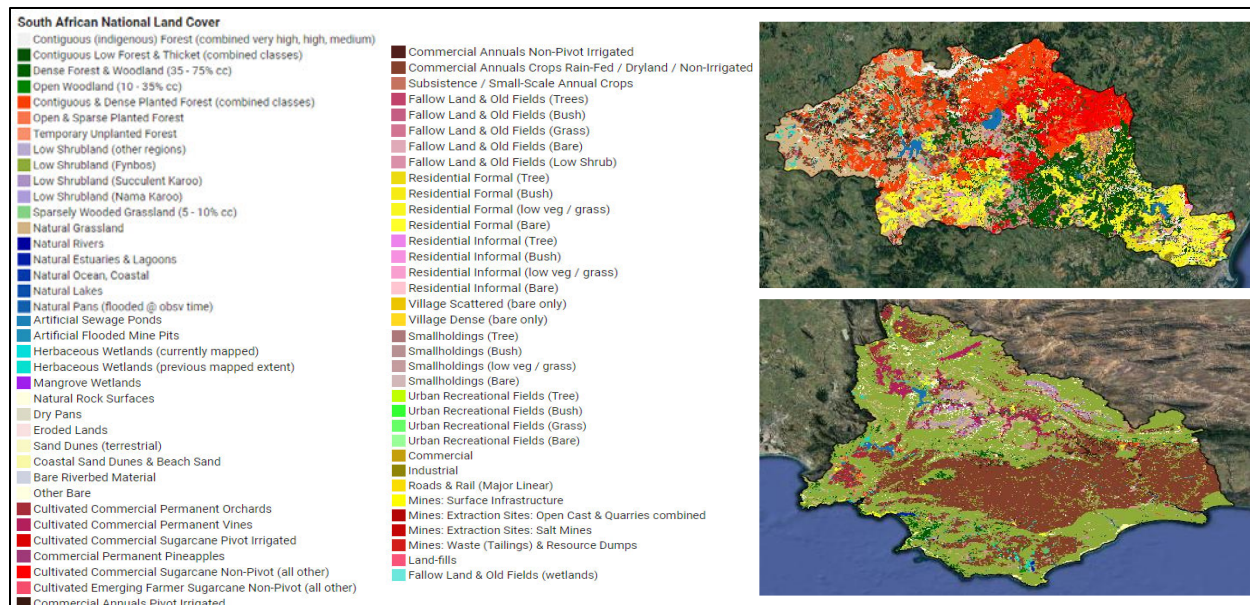 South African National Land Cover
Contiguous (indigenous) Forest (combined very high, high, medium)
Contiguous Low Forest & Thicket (combined classes)
Dense Forest & Woodland (35 - 75% cc)
Open Woodland (10 - 35% cc)
Contiguous & Dense Planted Forest (combined classes)
Open & Sparse Planted Forest
Temporary Unplanted Forest
Low Shrubland (other regions)
Low Shrubland (Fynbos)
Low Shrubland (Succulent Karoo)
Low Shrubland (Nama Karoo)
Sparsely Wooded Grassland (5 - 10% cc)
Natural Grassland
Natural Rivers
Natural Estuaries & Lagoons
Natural Ocean, Coastal
Natural Lakes
Natural Pans (flooded @ obsv time)
Artificial Sewage Ponds
Artificial Flooded Mine Pits
Herbaceous Wetlands (currently mapped)
Herbaceous Wetlands (previous mapped extent)
Mangrove Wetlands
Natural Rock Surfaces
Dry Pans
Eroded Lands
Sand Dunes (terrestrial)
Coastal Sand Dunes & Beach Sand
Bare Riverbed Material
Other Bare
Cultivated Commercial Permanent Orchards
Cultivated Commercial Permanent Vines
Cultivated Commercial Sugarcane Pivot Irrigated
Commercial Permanent Pineapples
Cultivated Commercial Sugarcane Non-Pivot (all other)
Cultivated Emerging Farmer Sugarcane Non-Pivot (all other)
Commercial Annuals Pivot Irrigated
Commercial Annuals Non-Pivot Irrigated
Commercial Annuals Crops Rain-Fed / Dryland / Non-Irrigated
Subsistence / Small-Scale Annual Crops
Fallow Land & Old Fields (Trees)
Fallow Land & Old Fields (Bush)
Fallow Land & Old Fields (Grass)
Fallow Land & Old Fields (Bare)
Fallow Land & Old Fields (Low Shrub)
Residential Formal (Tree)
Residential Formal (Bush)
Residential Formal (low veg / grass)
Residential Formal (Bare)
Residential Informal (Tree)
Residential Informal (Bush)
Residential Informal (low veg / grass)
Residential Informal (Bare)
Village Scattered (bare only)
Village Dense (bare only)
Smallholdings (Tree)
Smallholdings (Bush)
Smallholdings (low veg / grass)
Smallholdings (Bare)
Urban Recreational Fields (Tree)
Urban Recreational Fields (Bush)
Urban Recreational Fields (Grass)
Urban Recreational Fields (Bare)
Commercial
Industrial
Roads & Rail (Major Linear)
Mines: Surface Infrastructure
Mines: Extraction Sites: Open Cast & Quarries combined
Mines: Extraction Sites: Salt Mines
Mines: Waste (Tailings) & Resource Dumps
Land-fills
Fallow Land & Old Fields (wetlands)